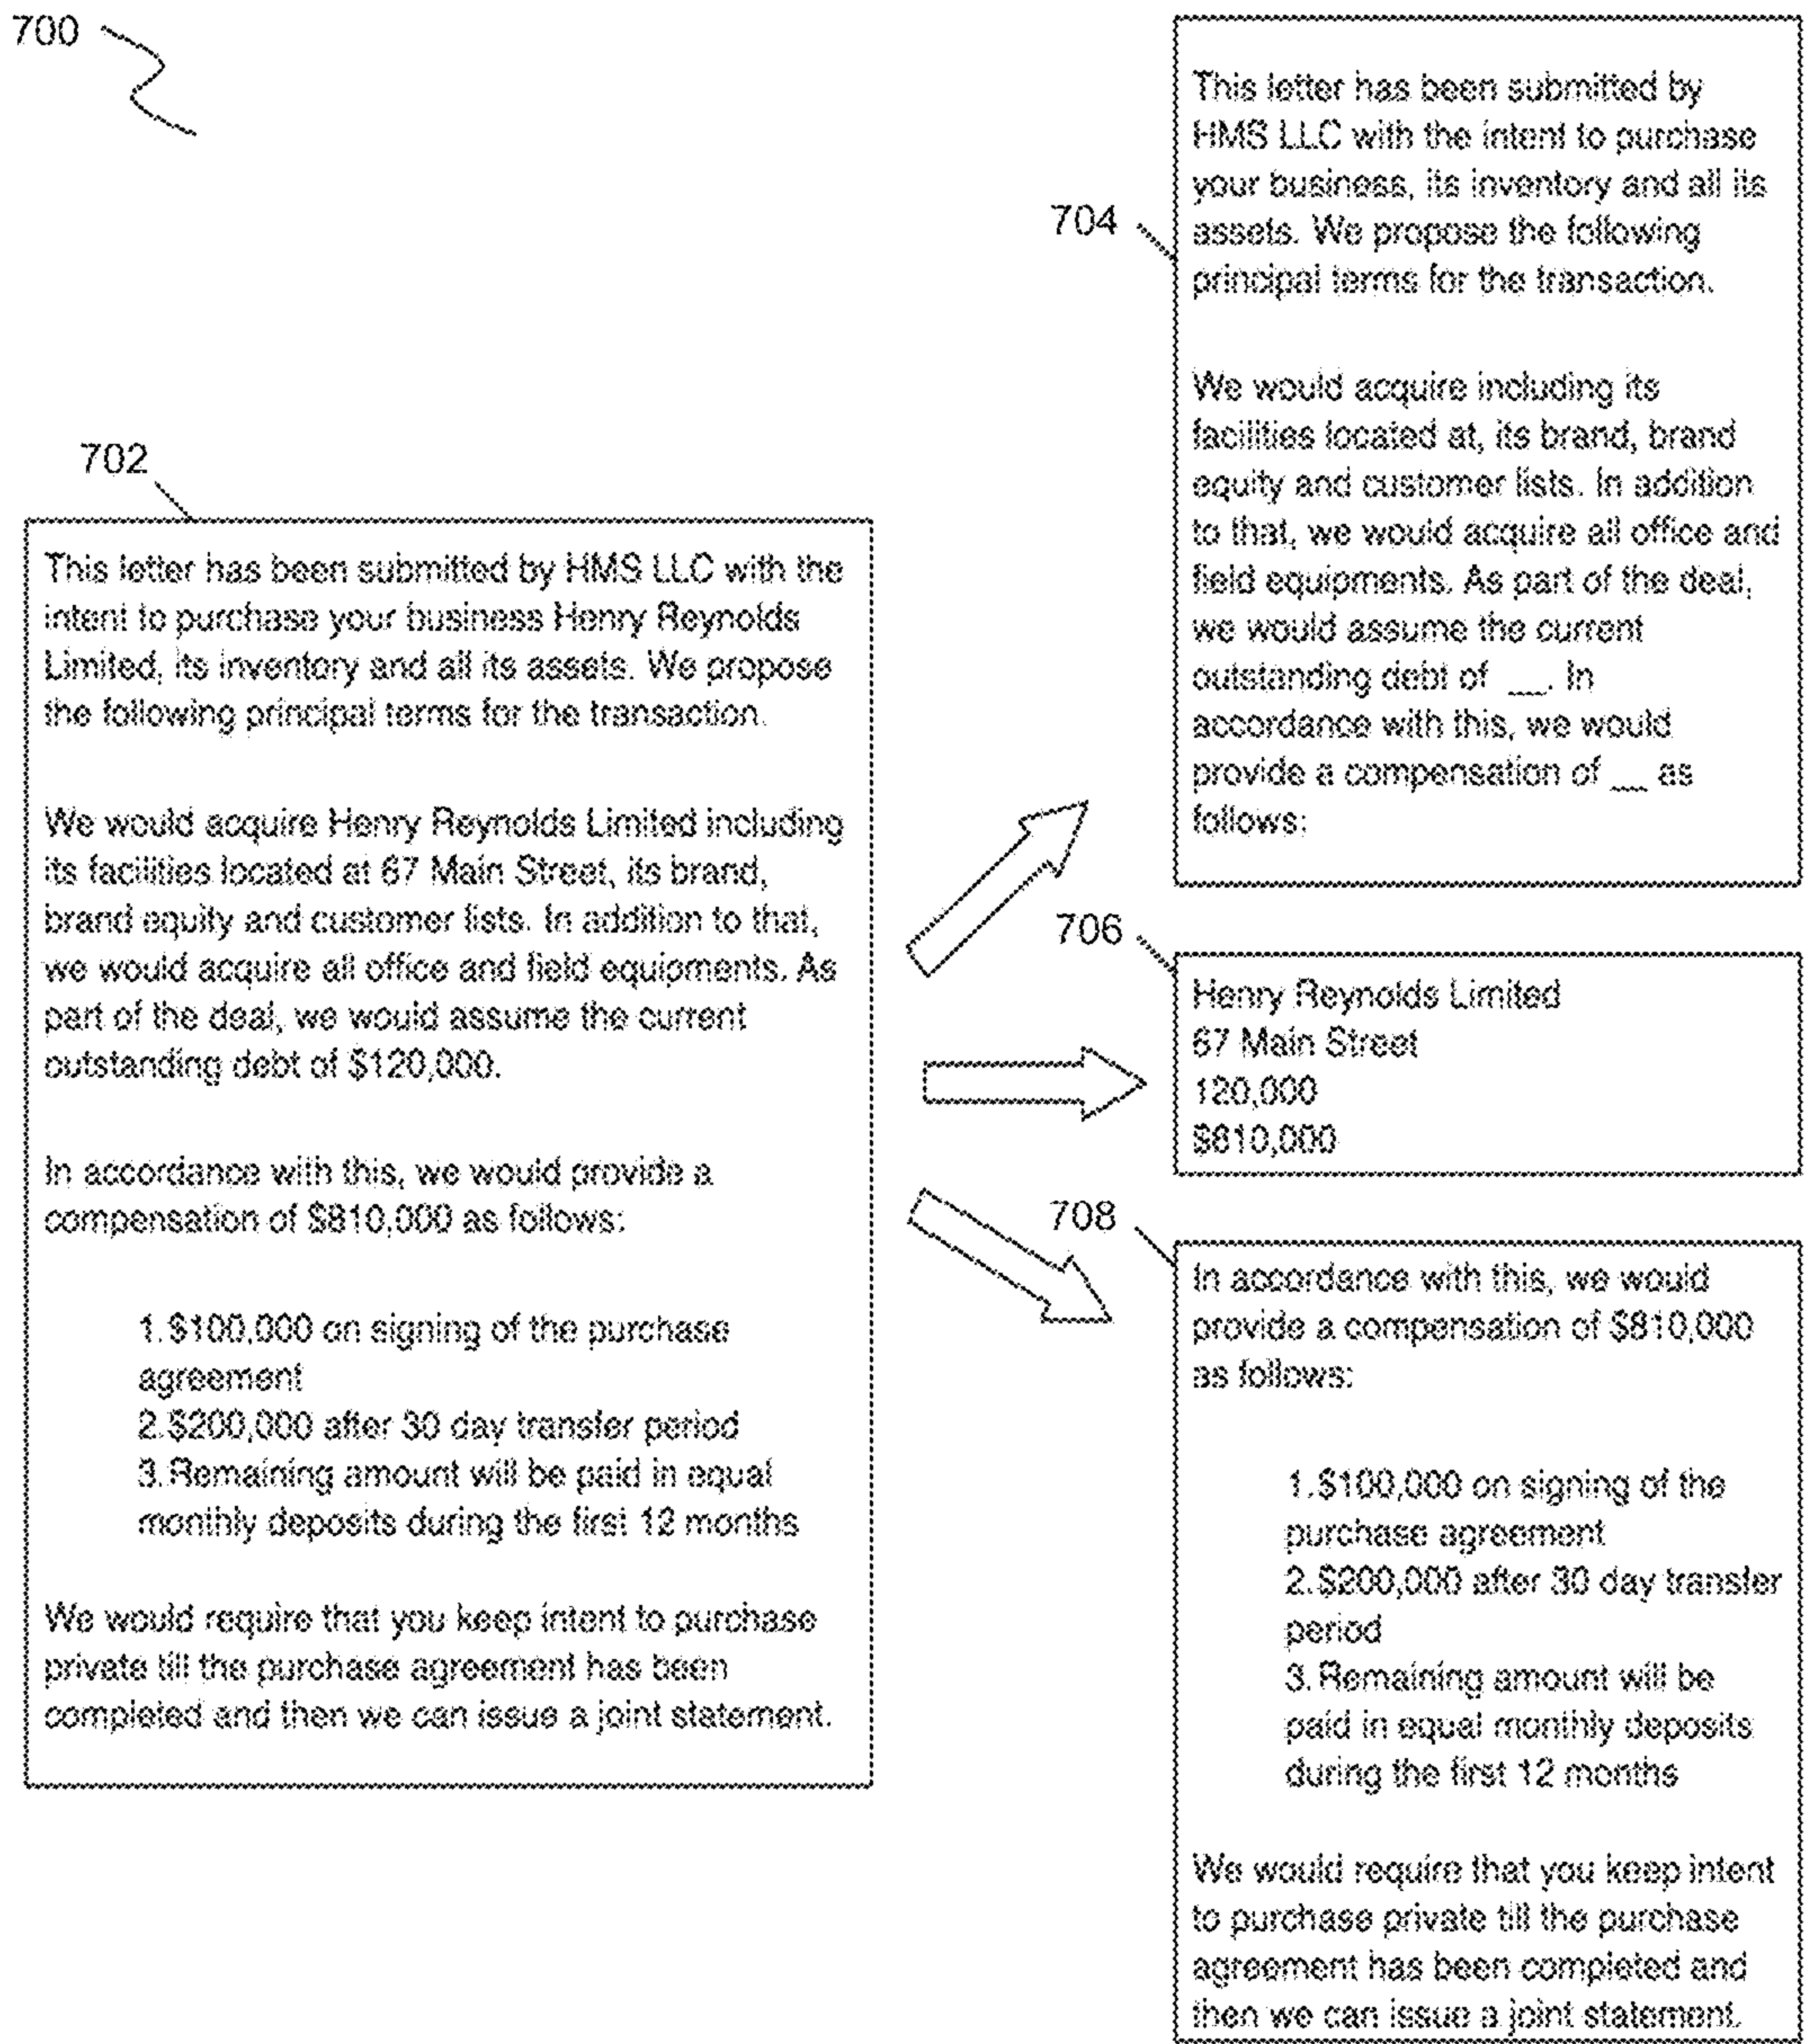 700
702
This letter has been submitted by HMS LLC with the
intent to purchase your business Henry Reynolds
Limited, its inventory and all its assets. We propose
the following principal terms for the transaction.
We would acquire Henry Reynolds Limited including
its facilities located at 67 Main Street, its brand,
brand equity and customer lists. In addition to that,
we would acquire all office and field equipments. As
part of the deal, we would assume the current
outstanding debt of $120,000.
In accordance with this, we would provide a
compensation of $810,000 as follows:
1. $100,000 on signing of the purchase
agreement
2. $200,000 after 30 day transfer period
3. Remaining amount will be paid in equal
monthly deposits during the first 12 months
We would require that you keep intent to purchase
private till the purchase agreement has been
completed and then we can issue a joint statement.
704
This letter has been submitted by
HMS LLC with the intent to purchase
your business, its inventory and all its
assets. We propose the following
principal terms for the transaction.
We would acquire including its
facilities located at, its brand, brand
equity and customer lists. In addition
to that, we would acquire all office and
field equipments. As part of the deal,
we would assume the current
outstanding debt of __. In
accordance with this, we would
provide a compensation of __ as
follows:
706
Henry Reynolds Limited
67 Main Street
120,000
$810,000
708
In accordance with this, we would
provide a compensation of $810,000
as follows:
1. $100,000 on signing of the
purchase agreement
2. $200,000 after 30 day transfer
period
3. Remaining amount will be
paid in equal monthly deposits
during the first 12 months
We would require that you keep intent
to purchase private till the purchase
agreement has been completed and
then we can issue a joint statement.